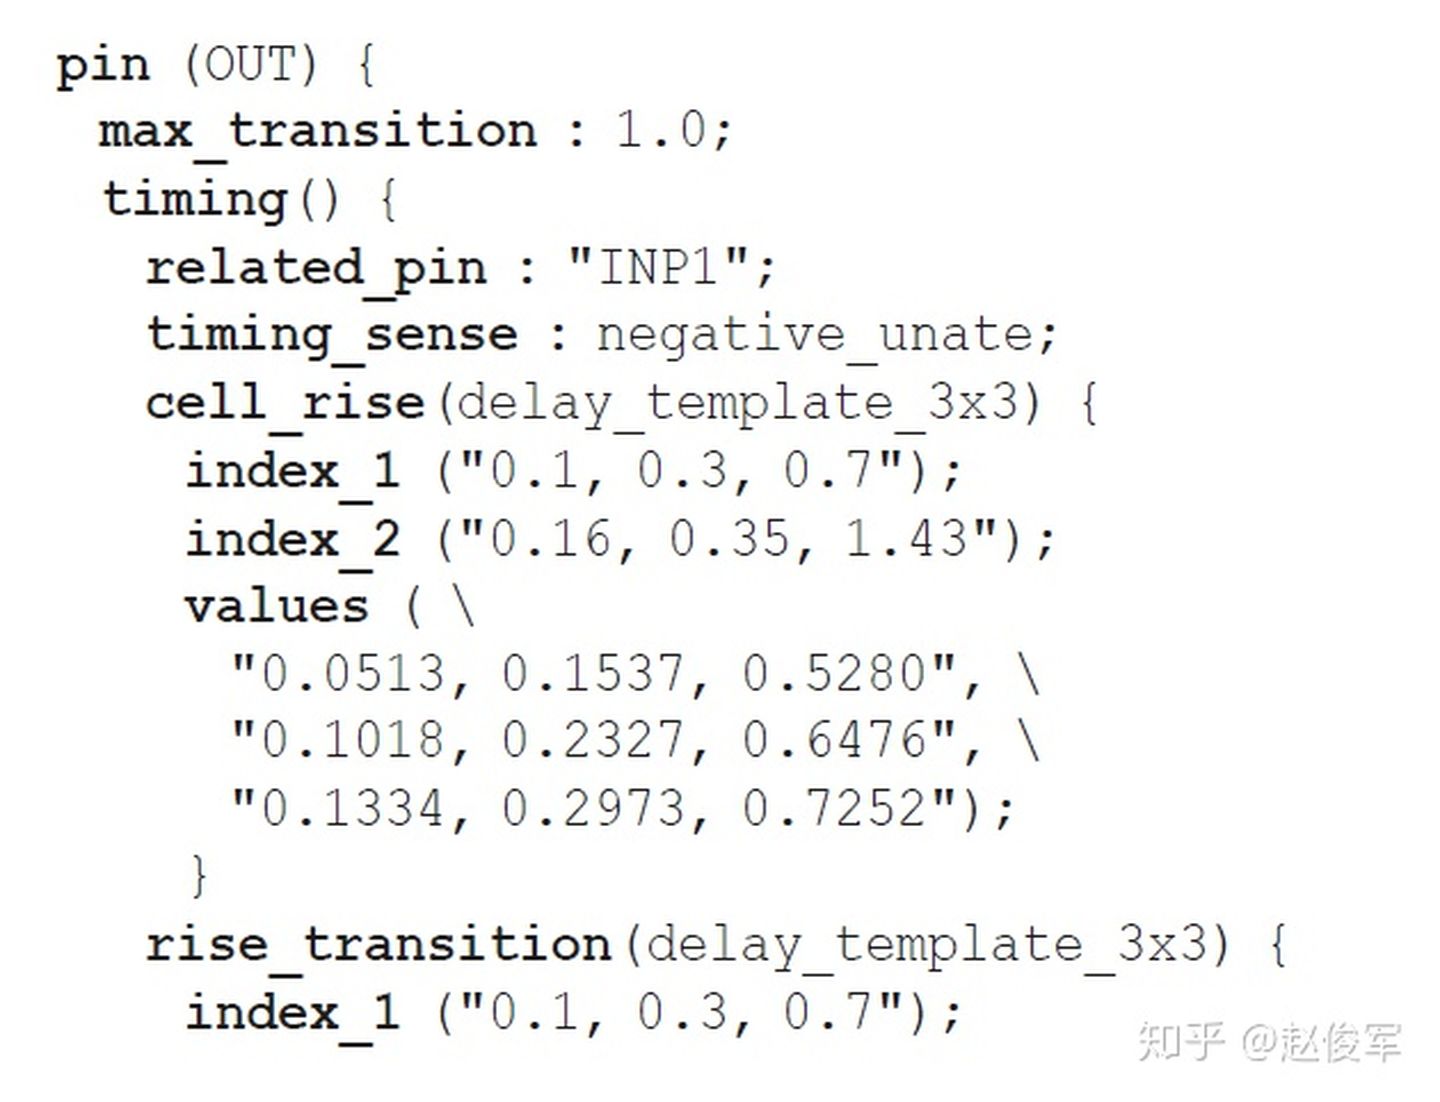 pin (OUT) {
max_transition : 1.0;
timing() {
related_pin : "INP1";
timing_sense : negative_unate;
cell_rise(delay_template_3x3) {
index_1 ("0.1, 0.3, 0.7");
index_2 ("0.16, 0.35, 1.43");
values ( \
"0.0513, 0.1537, 0.5280", \
"0.1018, 0.2327, 0.6476", \
"0.1334, 0.2973, 0.7252");
}
rise_transition(delay_template_3x3) {
index_1 ("0.1, 0.3, 0.7");
知乎 @赵俊军